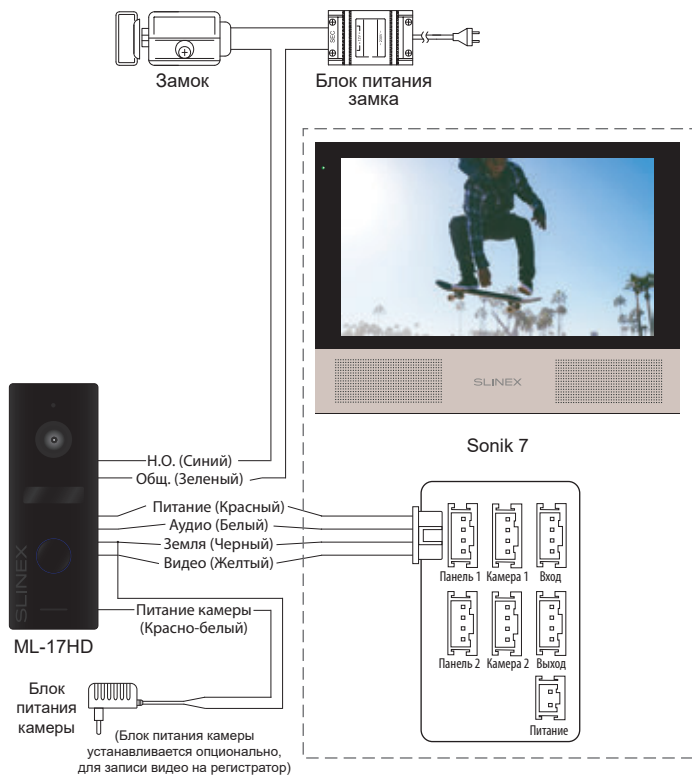 Замок
Блок питания
замка
SLINEX
Sonik 7
Н.О. (Синий)
Общ. (Зеленый)
Питание (Красный)
Аудио (Белый)
Земля (Черный)
Видео (Желтый)
Питание камеры
(Красно-белый)
SLINEX
ML-17HD
Блок
питания
камеры
(Блок питания камеры
устанавливается опционально,
для записи видео на регистратор)
Панель 1 Камера 1 Вход
Панель 2 Камера 2 Выход
Питание